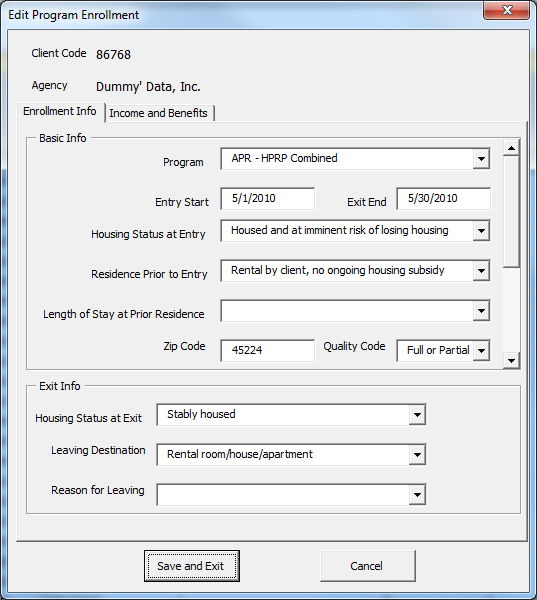 Edit Program Enrollment
Client Code 86768
Agency Dummy' Data, Inc.
Enrollment Info Income and Benefits
Basic Info
Program APR - HPRP Combined
Entry Start 5/1/2010 Exit End 5/30/2010
Housing Status at Entry Housed and at imminent risk of losing housing
Residence Prior to Entry Rental by client, no ongoing housing subsidy
Length of Stay at Prior Residence
Zip Code 45224 Quality Code Full or Partial
Exit Info
Housing Status at Exit Stably housed
Leaving Destination Rental room/house/apartment
Reason for Leaving
Save and Exit Cancel